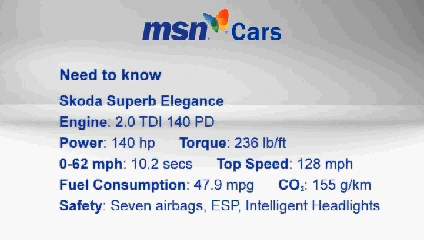 msn Cars
Need to know
Skoda Superb Elegance
Engine: 2.0 TDI 140 PD
Power: 140 hp Torque: 236 lb/ft
0-62 mph: 10.2 secs Top Speed: 128 mph
Fuel Consumption: 47.9 mpg CO₂: 155 g/km
Safety: Seven airbags, ESP, Intelligent Headlights